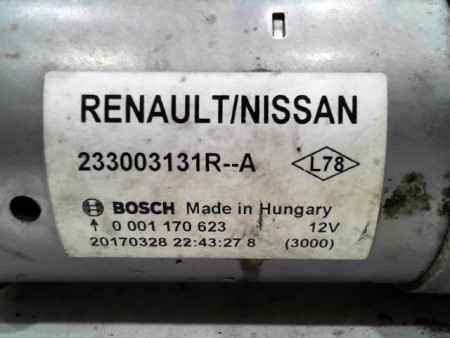 RENAULT/NISSAN
233003131R--A L78
BOSCH Made in Hungary
↑ 0 001 170 623 12V
20170328 22:43:27 8 (3000)